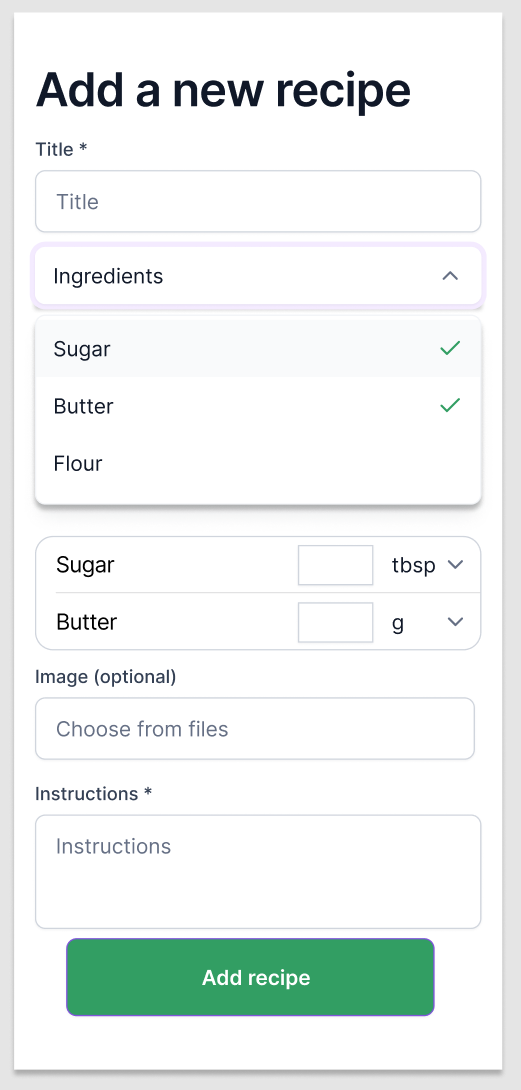 Add a new recipe
Title *
Title
Ingredients
Sugar
Butter
Flour
Sugar tbsp
Butter g
Image (optional)
Choose from files
Instructions *
Instructions
Add recipe